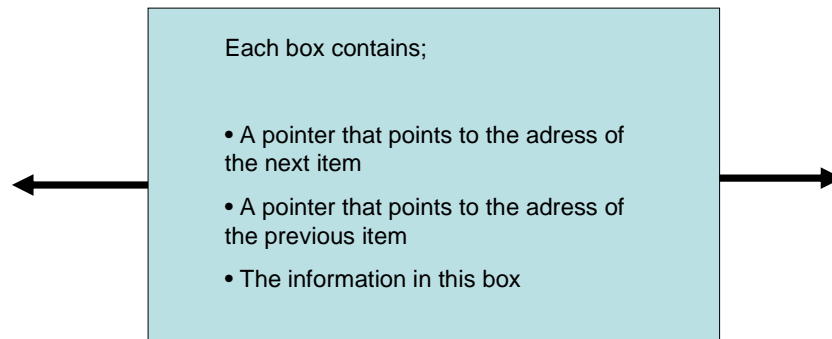 Each box contains;
• A pointer that points to the adress of
the next item
• A pointer that points to the adress of
the previous item
• The information in this box